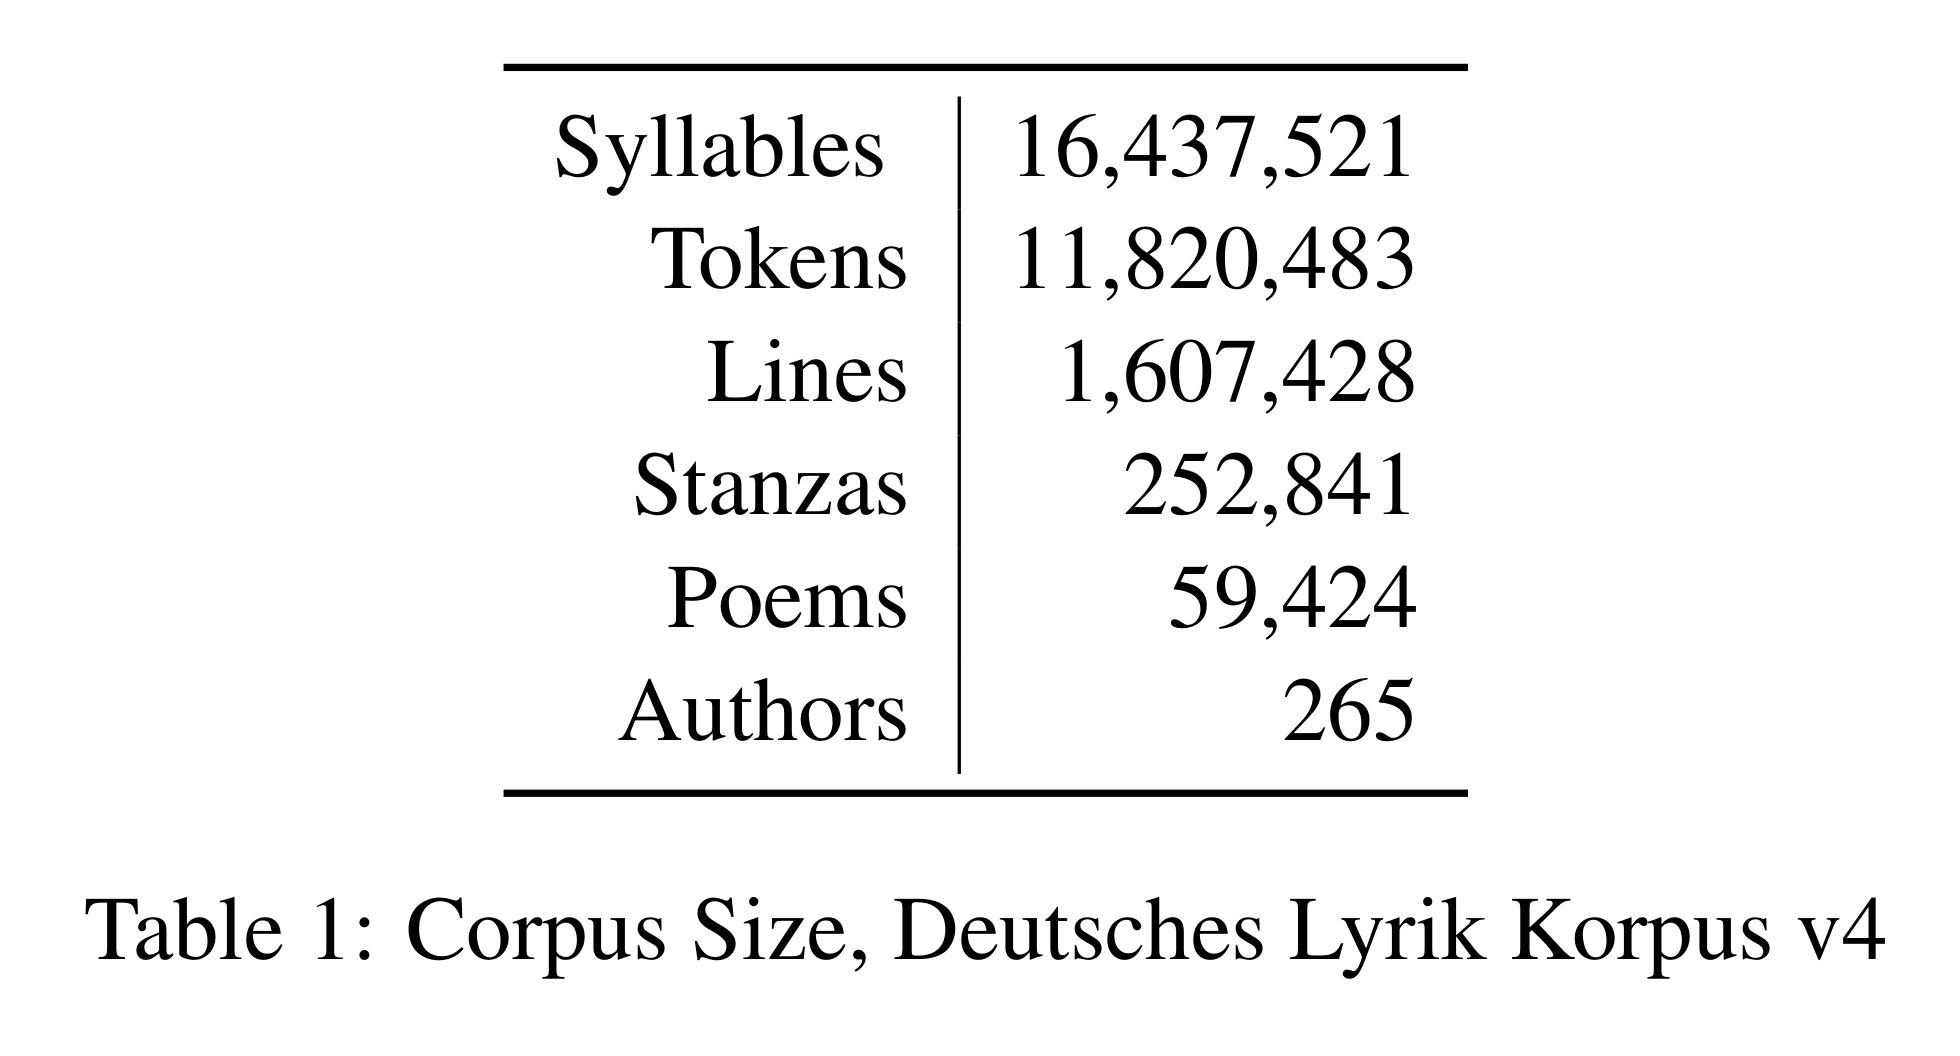 Syllables 16,437,521
Tokens 11,820,483
Lines 1,607,428
Stanzas 252,841
Poems 59,424
Authors 265
Table 1: Corpus Size, Deutsches Lyrik Korpus v4